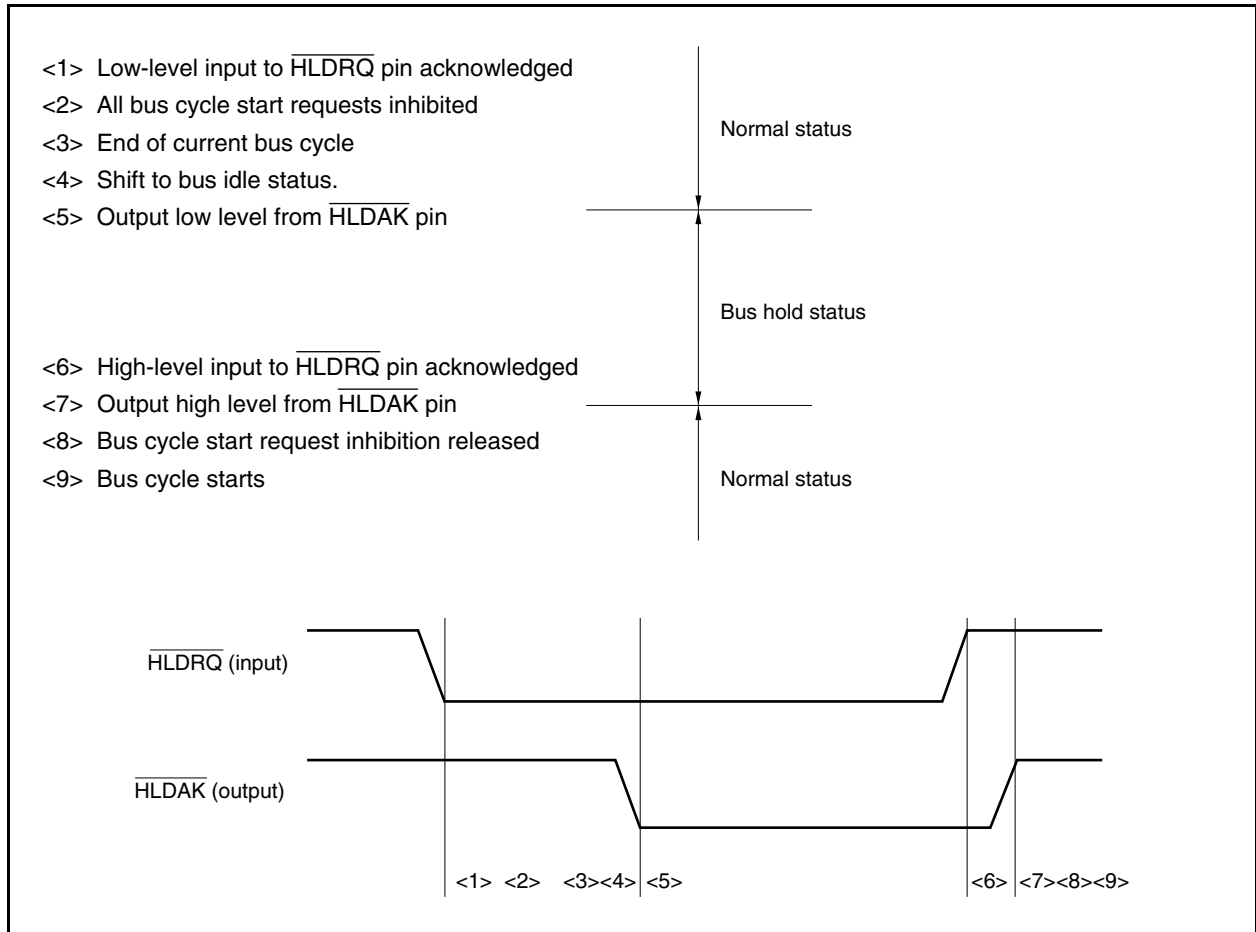 <1> Low-level input to HLDRQ pin acknowledged
<2> All bus cycle start requests inhibited
<3> End of current bus cycle
<4> Shift to bus idle status.
<5> Output low level from HLDAK pin
Normal status
Bus hold status
<6> High-level input to HLDRQ pin acknowledged
<7> Output high level from HLDAK pin
<8> Bus cycle start request inhibition released
<9> Bus cycle starts
Normal status
HLDRQ (input)
HLDAK (output)
<1> <2> <3><4> <5> <6> <7><8><9>